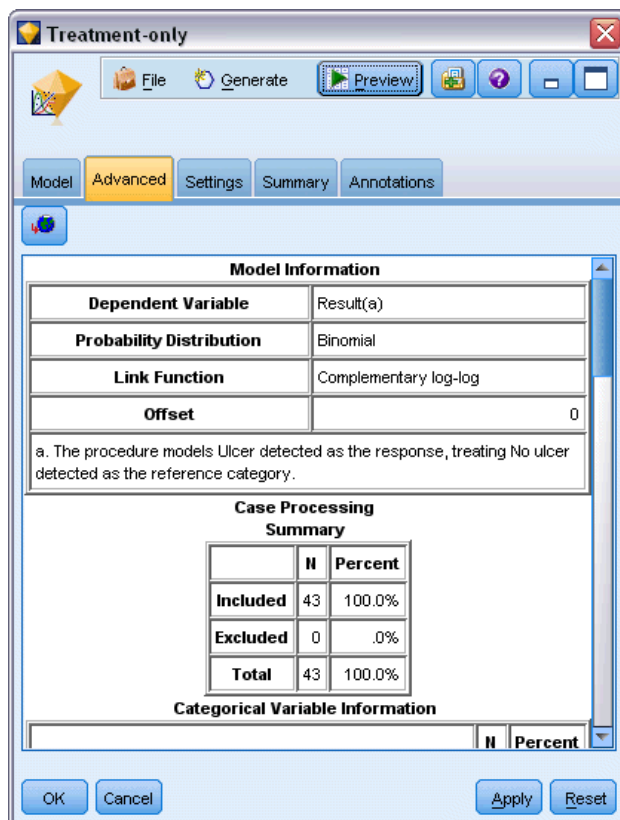 Treatment-only
File Generate Preview
Model Advanced Settings Summary Annotations
Model Information
Dependent Variable Result(a)
Probability Distribution Binomial
Link Function Complementary log-log
Offset 0
a. The procedure models Ulcer detected as the response, treating No ulcer
detected as the reference category.
Case Processing
Summary
N Percent
Included 43 100.0%
Excluded 0 .0%
Total 43 100.0%
Categorical Variable Information
N Percent
OK Cancel Apply Reset